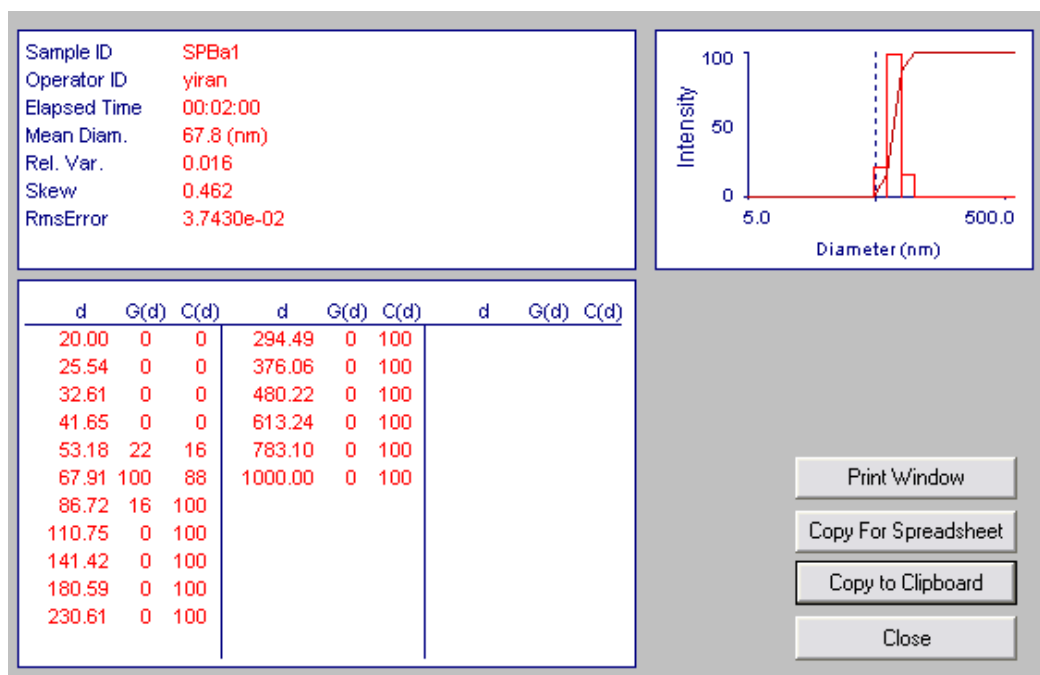 Sample ID SPBa1
Operator ID yiran
Elapsed Time 00:02:00
Mean Diam. 67.8 (nm)
Rel. Var. 0.016
Skew 0.462
RmsError 3.7430e-02
100
50
0
Intensity
5.0 500.0
Diameter (nm)
d G(d) C(d) d G(d) C(d) d G(d) C(d)
20.00 0 0 294.49 0 100
25.54 0 0 376.06 0 100
32.61 0 0 480.22 0 100
41.65 0 0 613.24 0 100
53.18 22 16 783.10 0 100
67.91 100 88 1000.00 0 100
86.72 16 100
110.75 0 100
141.42 0 100
180.59 0 100
230.61 0 100
Print Window
Copy For Spreadsheet
Copy to Clipboard
Close